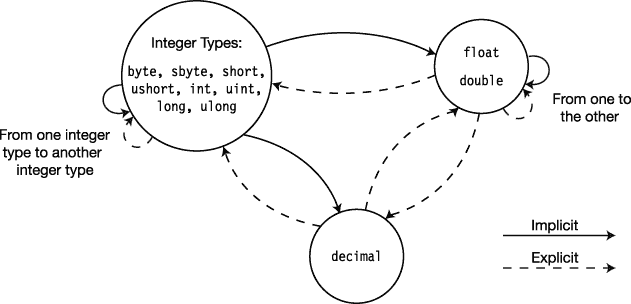 Integer Types:
byte, sbyte, short,
ushort, int, uint,
long, ulong
float
double
From one integer
type to another
integer type
From one to
the other
decimal
Implicit
Explicit